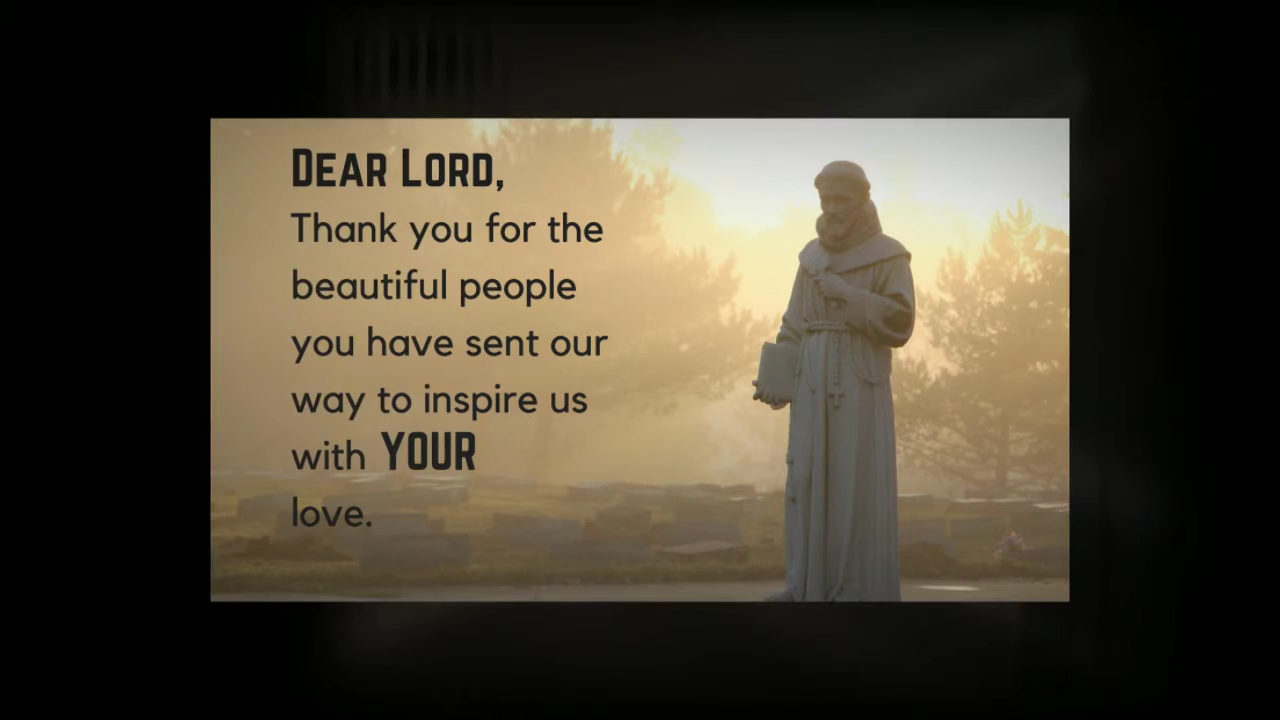 DEAR LORD,
Thank you for the
beautiful people
you have sent our
way to inspire us
with YOUR
love.